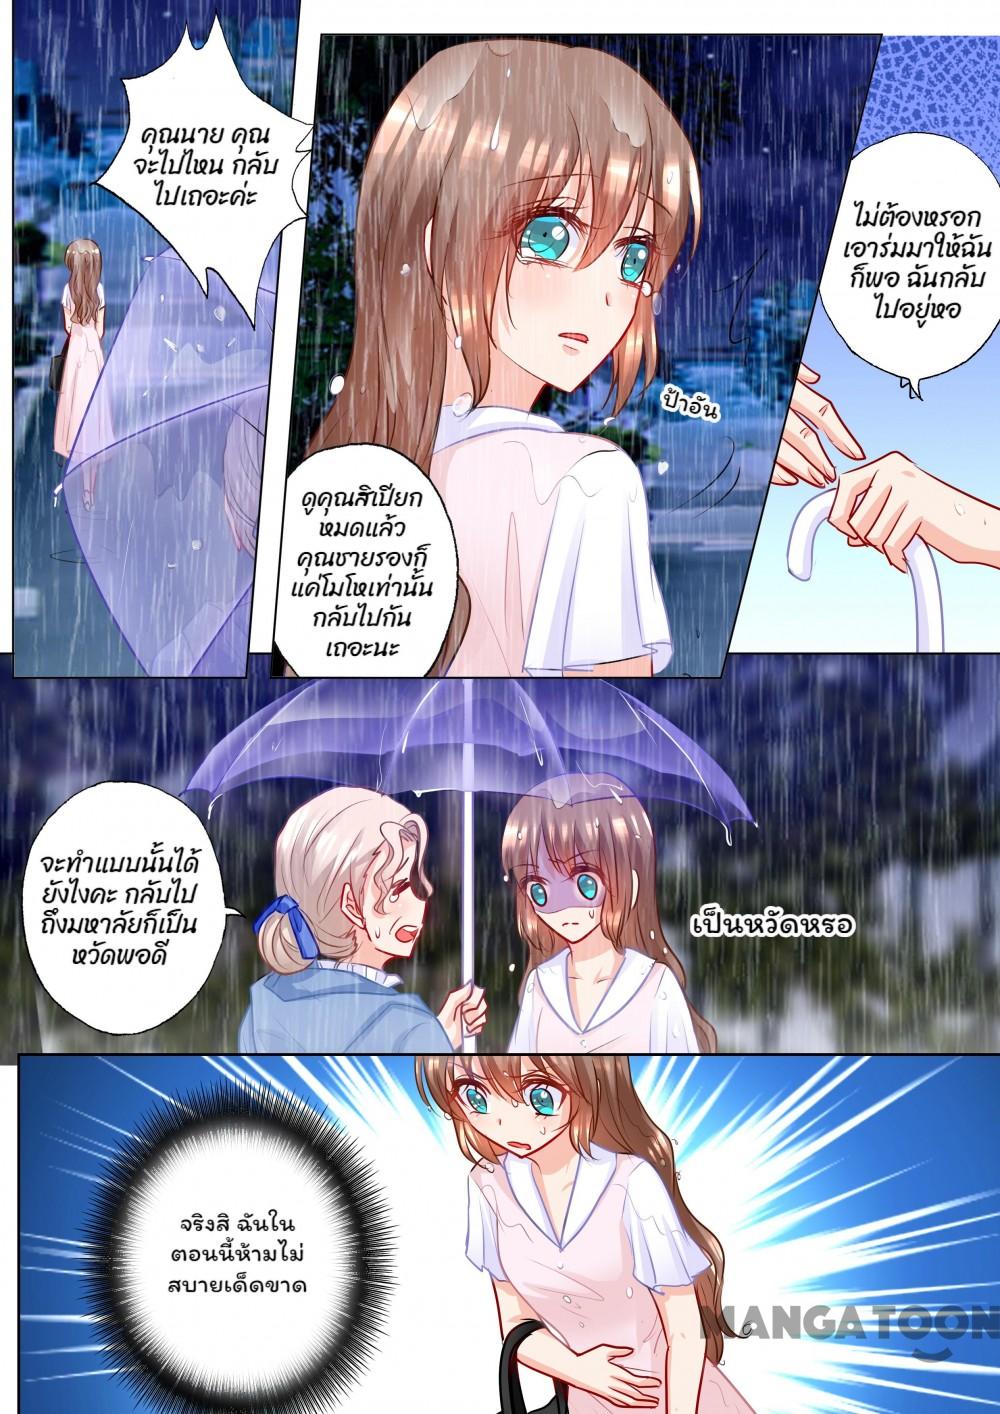 คุณนาย คุณ
จะไปไหน กลับ
ไปเถอะค่ะ
ป้าอัน
ดูคุณสิเปียก
หมดแล้ว
คุณชายรองก็
แค่โมโหเท่านั้น
กลับไปกัน
เถอะนะ
ไม่ต้องหรอก
เอาร่มมาให้ฉัน
ก็พอ ฉันกลับ
ไปอยู่หอ
จะทำแบบนั้นได้
ยังไงคะ กลับไป
ถึงมหาลัยก็เป็น
หวัดพอดี
เป็นหวัดหรอ
จริงสิ ฉันใน
ตอนนี้ห้ามไม่
สบายเด็ดขาด
MANGATOON